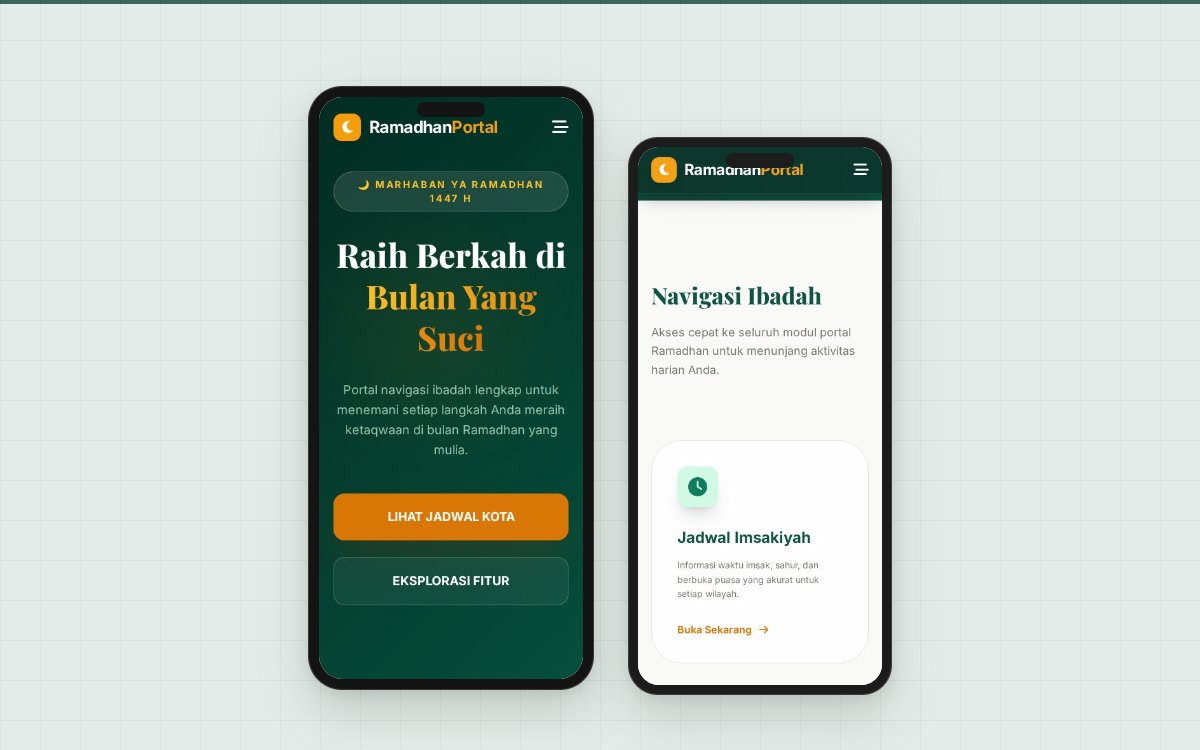 RamadhanPortal
🌙 MARHABAN YA RAMADHAN
1447 H
Raih Berkah di
Bulan Yang
Suci
Portal navigasi ibadah lengkap untuk
menemani setiap langkah Anda meraih
ketaqwaan di bulan Ramadhan yang
mulia.
LIHAT JADWAL KOTA
EKSPLORASI FITUR
RamadhanPortal
Navigasi Ibadah
Akses cepat ke seluruh modul portal
Ramadhan untuk menunjang aktivitas
harian Anda.
Jadwal Imsakiyah
Informasi waktu imsak, sahur, dan
berbuka puasa yang akurat untuk
setiap wilayah.
Buka Sekarang →